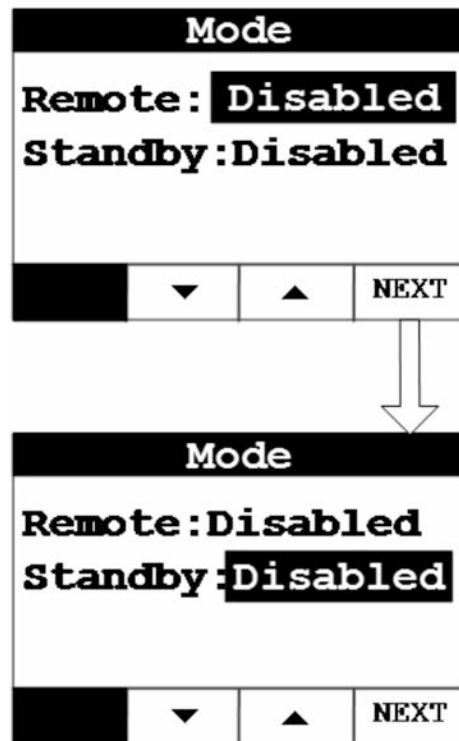 Mode
Remote: Disabled
Standby:Disabled
▼ ▲ NEXT
Mode
Remote:Disabled
Standby:Disabled
▼ ▲ NEXT